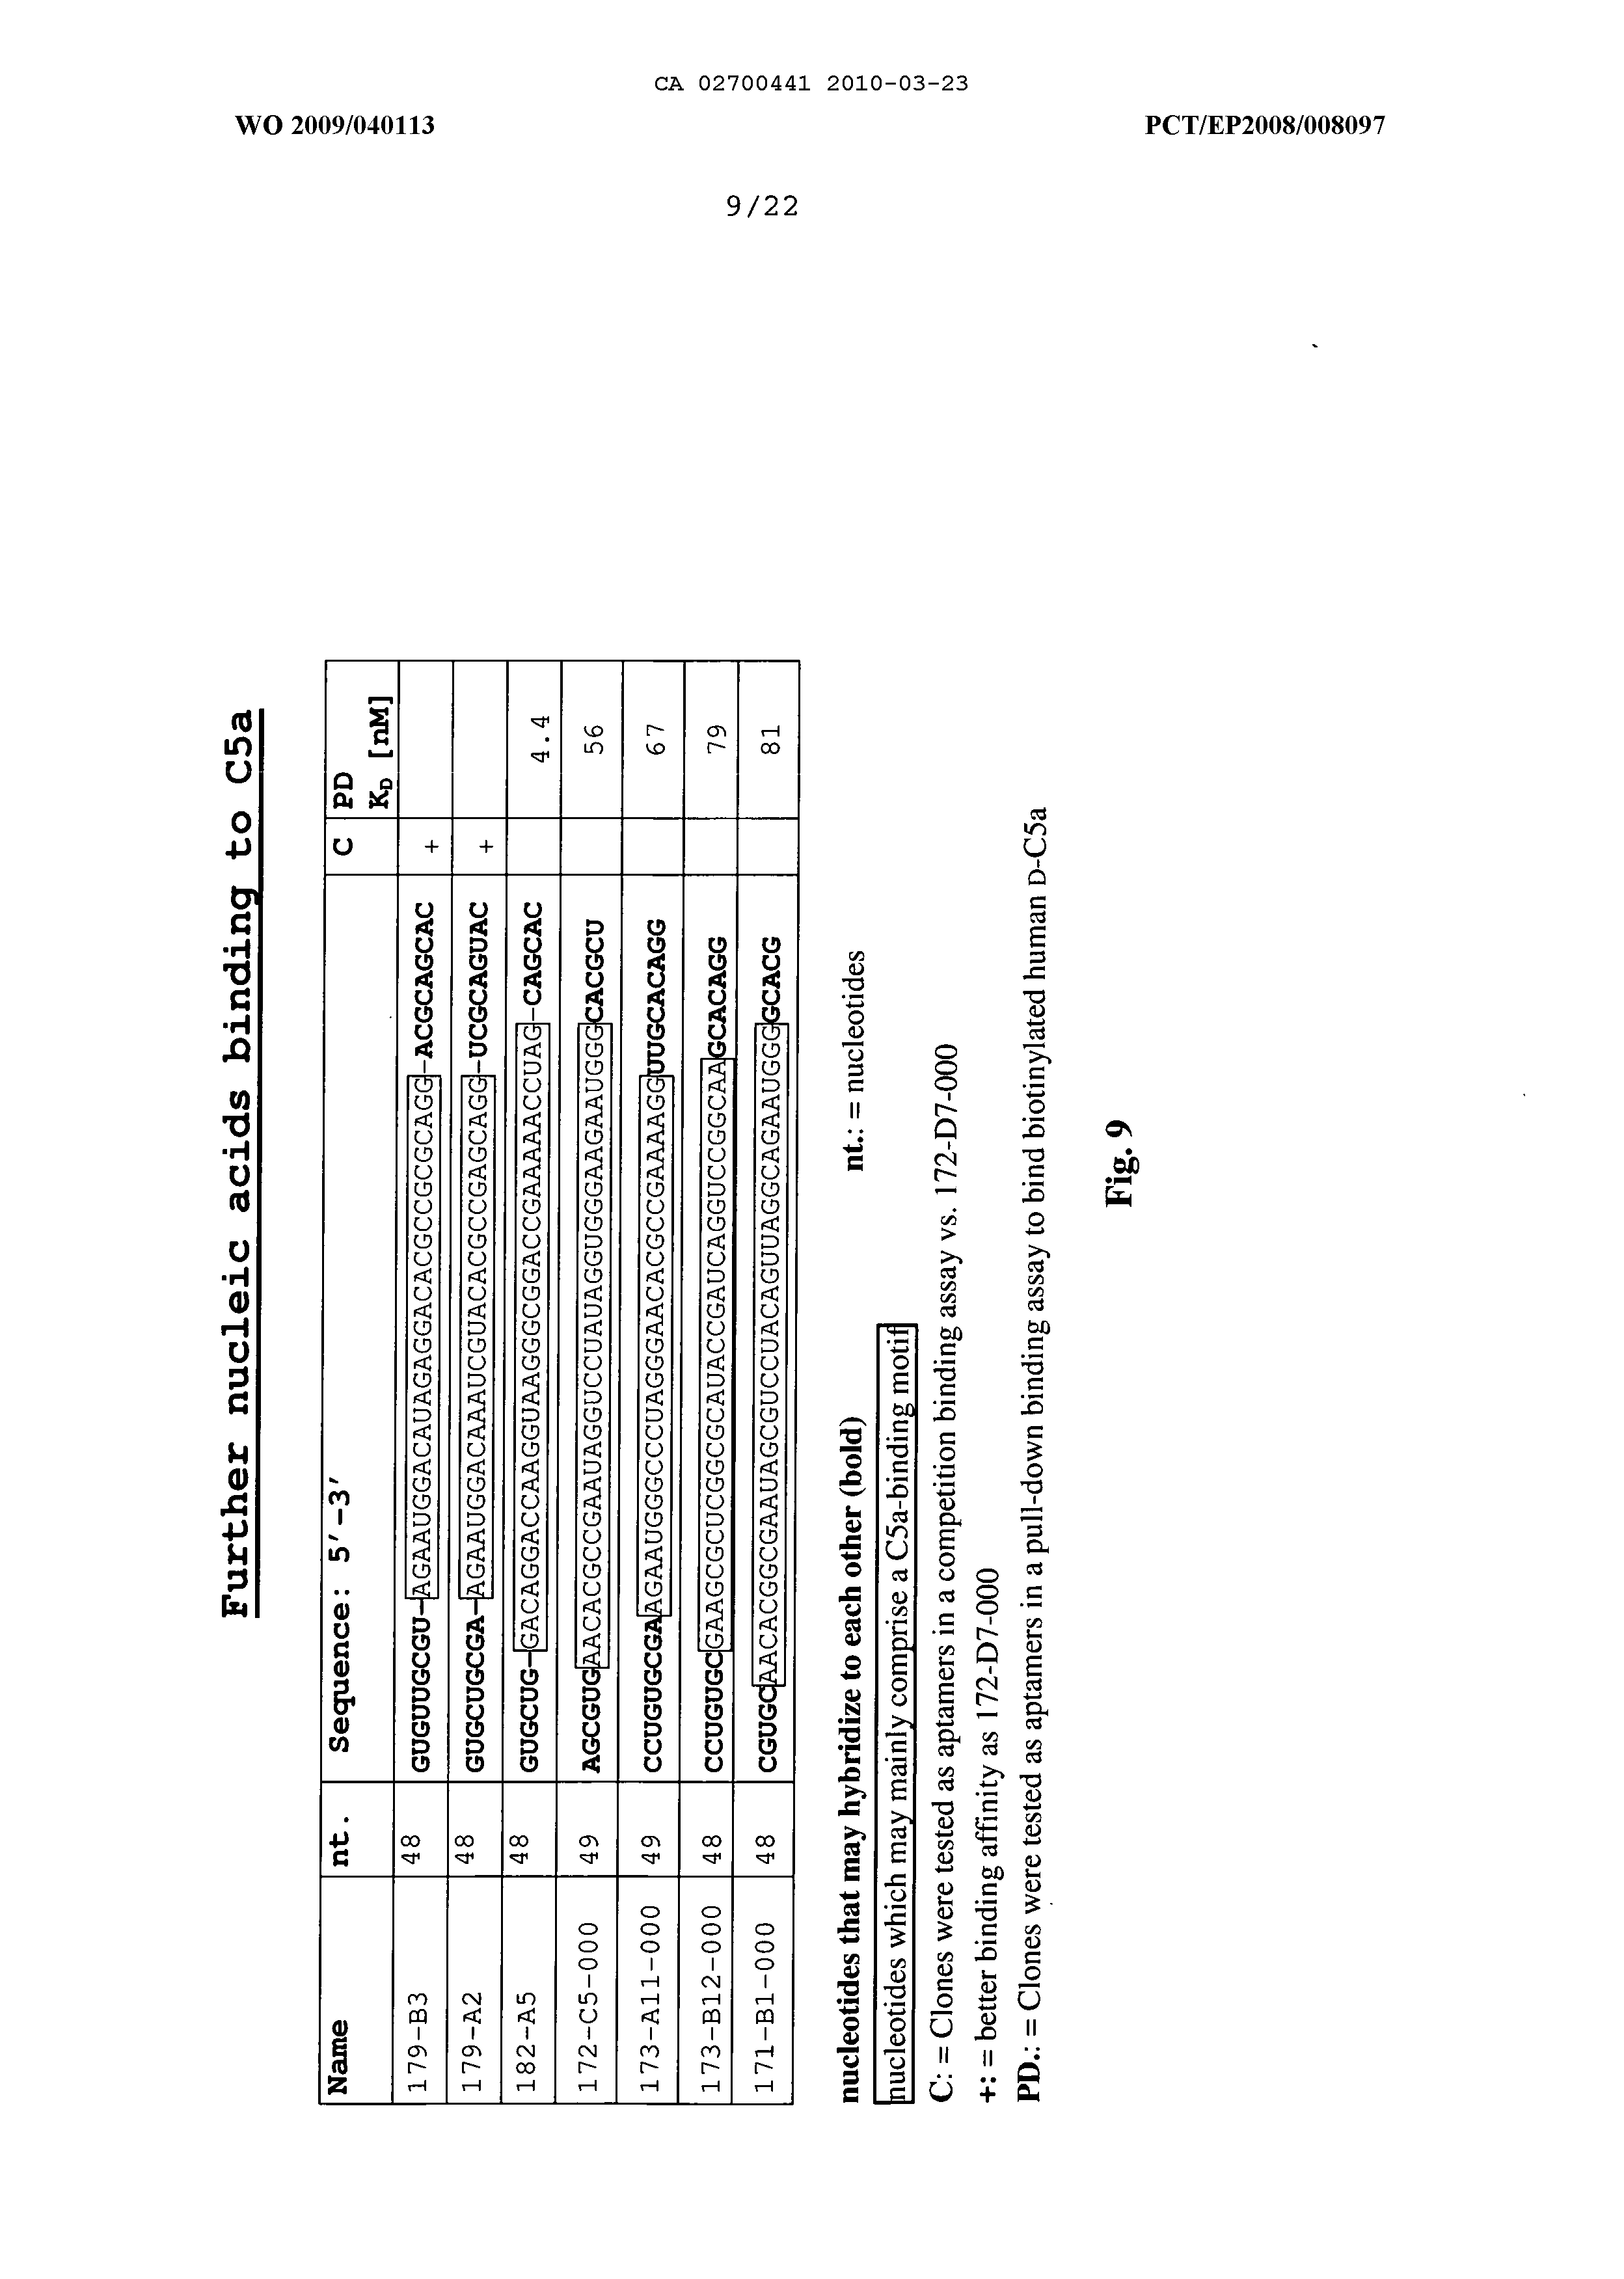 CA 02700441 2010-03-23
WO 2009/040113 PCT/EP2008/008097
9/22
Further nucleic acids binding to C5a
Name nt. Sequence: 5'-3' C PD KD [nM]
179-B3 48 GUGUUGCGU-AGAAUGGACAUAGAGGACACGCCGCGCAGG-ACGCAGCAC +
179-A2 48 GUGCUGCGA-AGAAUGGACAAAUCGUACACGCCGAGCAGG-UCGCAGUAC +
182-A5 48 GUGCUG-GACAGGACCAAGGUAAGGGCGGACCGAAAAACCUAG-CAGCAC 4.4
172-C5-000 49 AGCGUGAACACGCCGAAUAGGUCCUAUAGGUGGGAAGAAUGGGCACGCU 56
173-A11-000 49 CCUGUGCGAAGAAUGGGCCCUAGGGAACACGCCGAAAAGGUUGCACAGG 67
173-B12-000 48 CCUGUGCGAAGCGCUCGGCGCAUACCGAUCAGGUCCGGCAAGCACAGG 79
171-B1-000 48 CGUGCAACACGGCGAAUAGCGUCCUACAGUUAGGCAGAAUGGGGCACG 81
nucleotides that may hybridize to each other (bold) nt.: = nucleotides
nucleotides which may mainly comprise a C5a-binding motif
C: = Clones were tested as aptamers in a competition binding assay vs. 172-D7-000
+: = better binding affinity as 172-D7-000
PD.: = Clones were tested as aptamers in a pull-down binding assay to bind biotinylated human D-C5a
Fig. 9